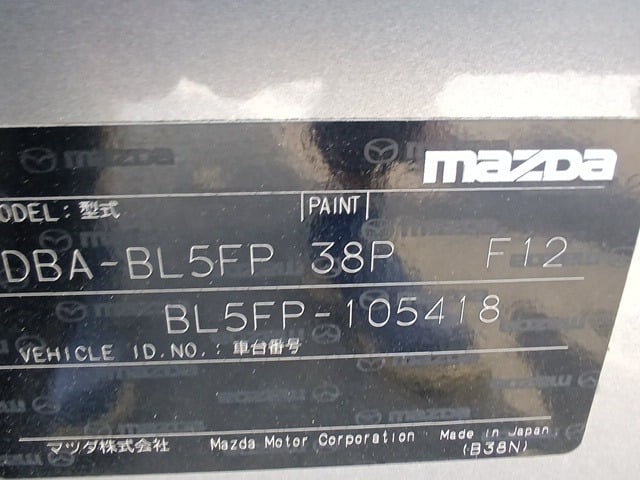 mazda
MODEL: 型式 PAINT
DBA-BL5FP 38P F12
BL5FP-105418
VEHICLE ID.NO.: 車台番号
マツダ株式会社 Mazda Motor Corporation Made in Japan
(B38N)